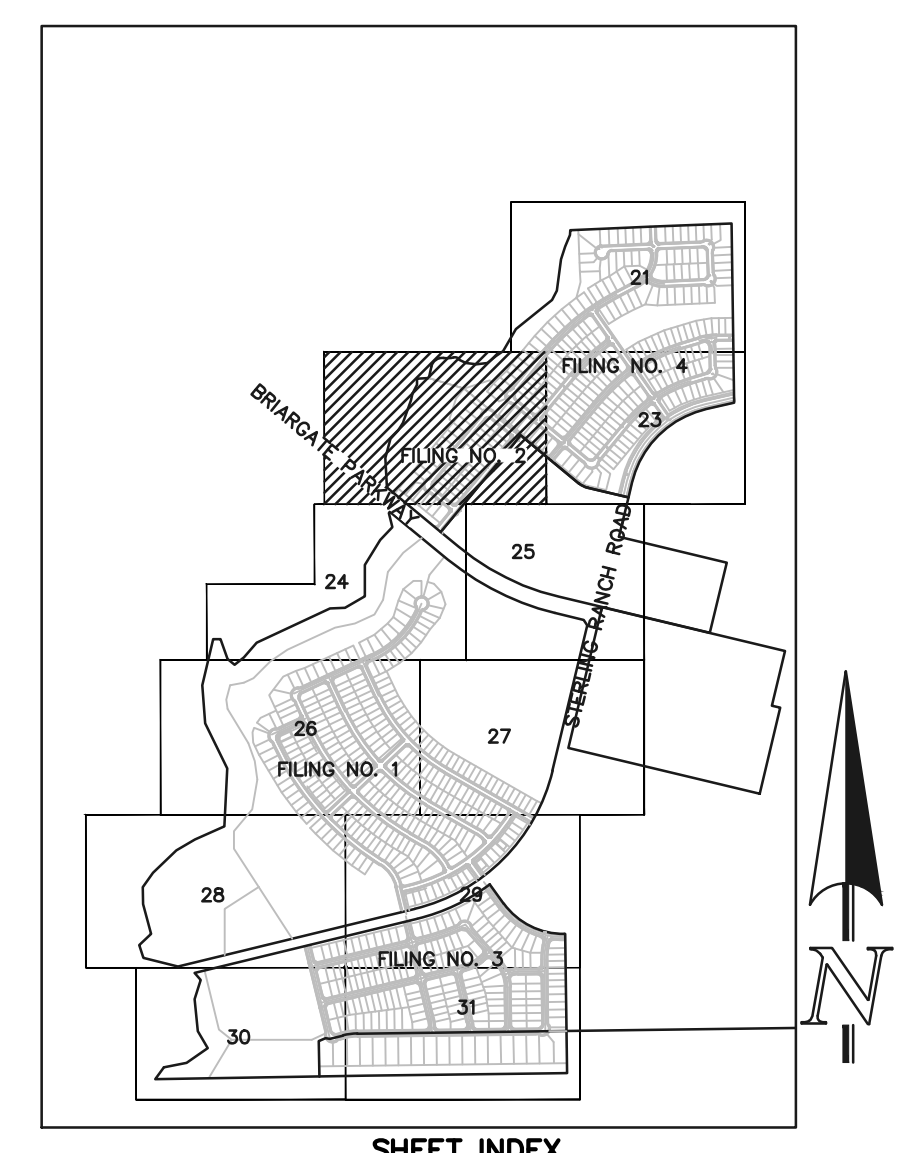 21
FILING NO. 4
23
BRIARGATE PARKWAY
FILING NO. 2
25
24
STERLING RANCH ROAD
26
27
FILING NO. 1
28
29
FILING NO. 3
31
30
N
SHEET INDEX